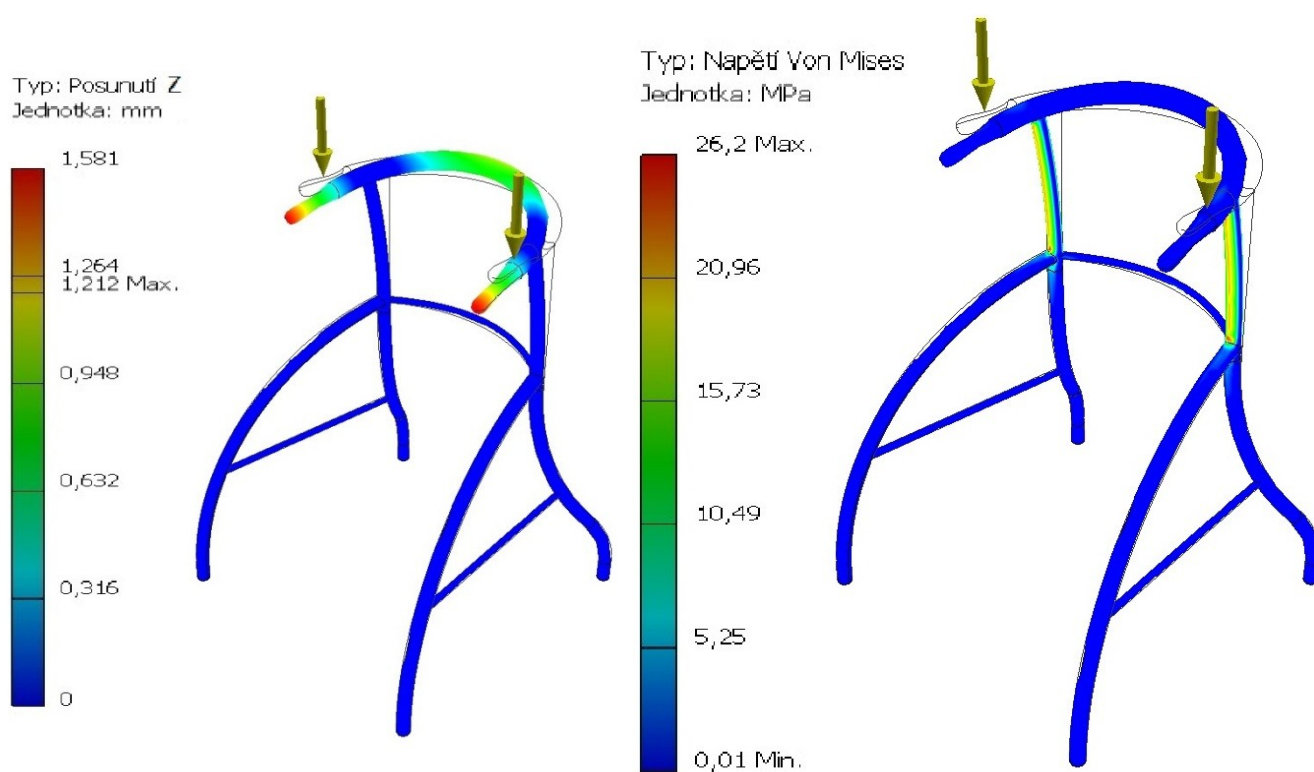 Typ: Posunutí Z
Jednotka: mm
1,581
1,264
1,212 Max.
0,948
0,632
0,316
0
Typ: Napětí Von Mises
Jednotka: MPa
26,2 Max.
20,96
15,73
10,49
5,25
0,01 Min.